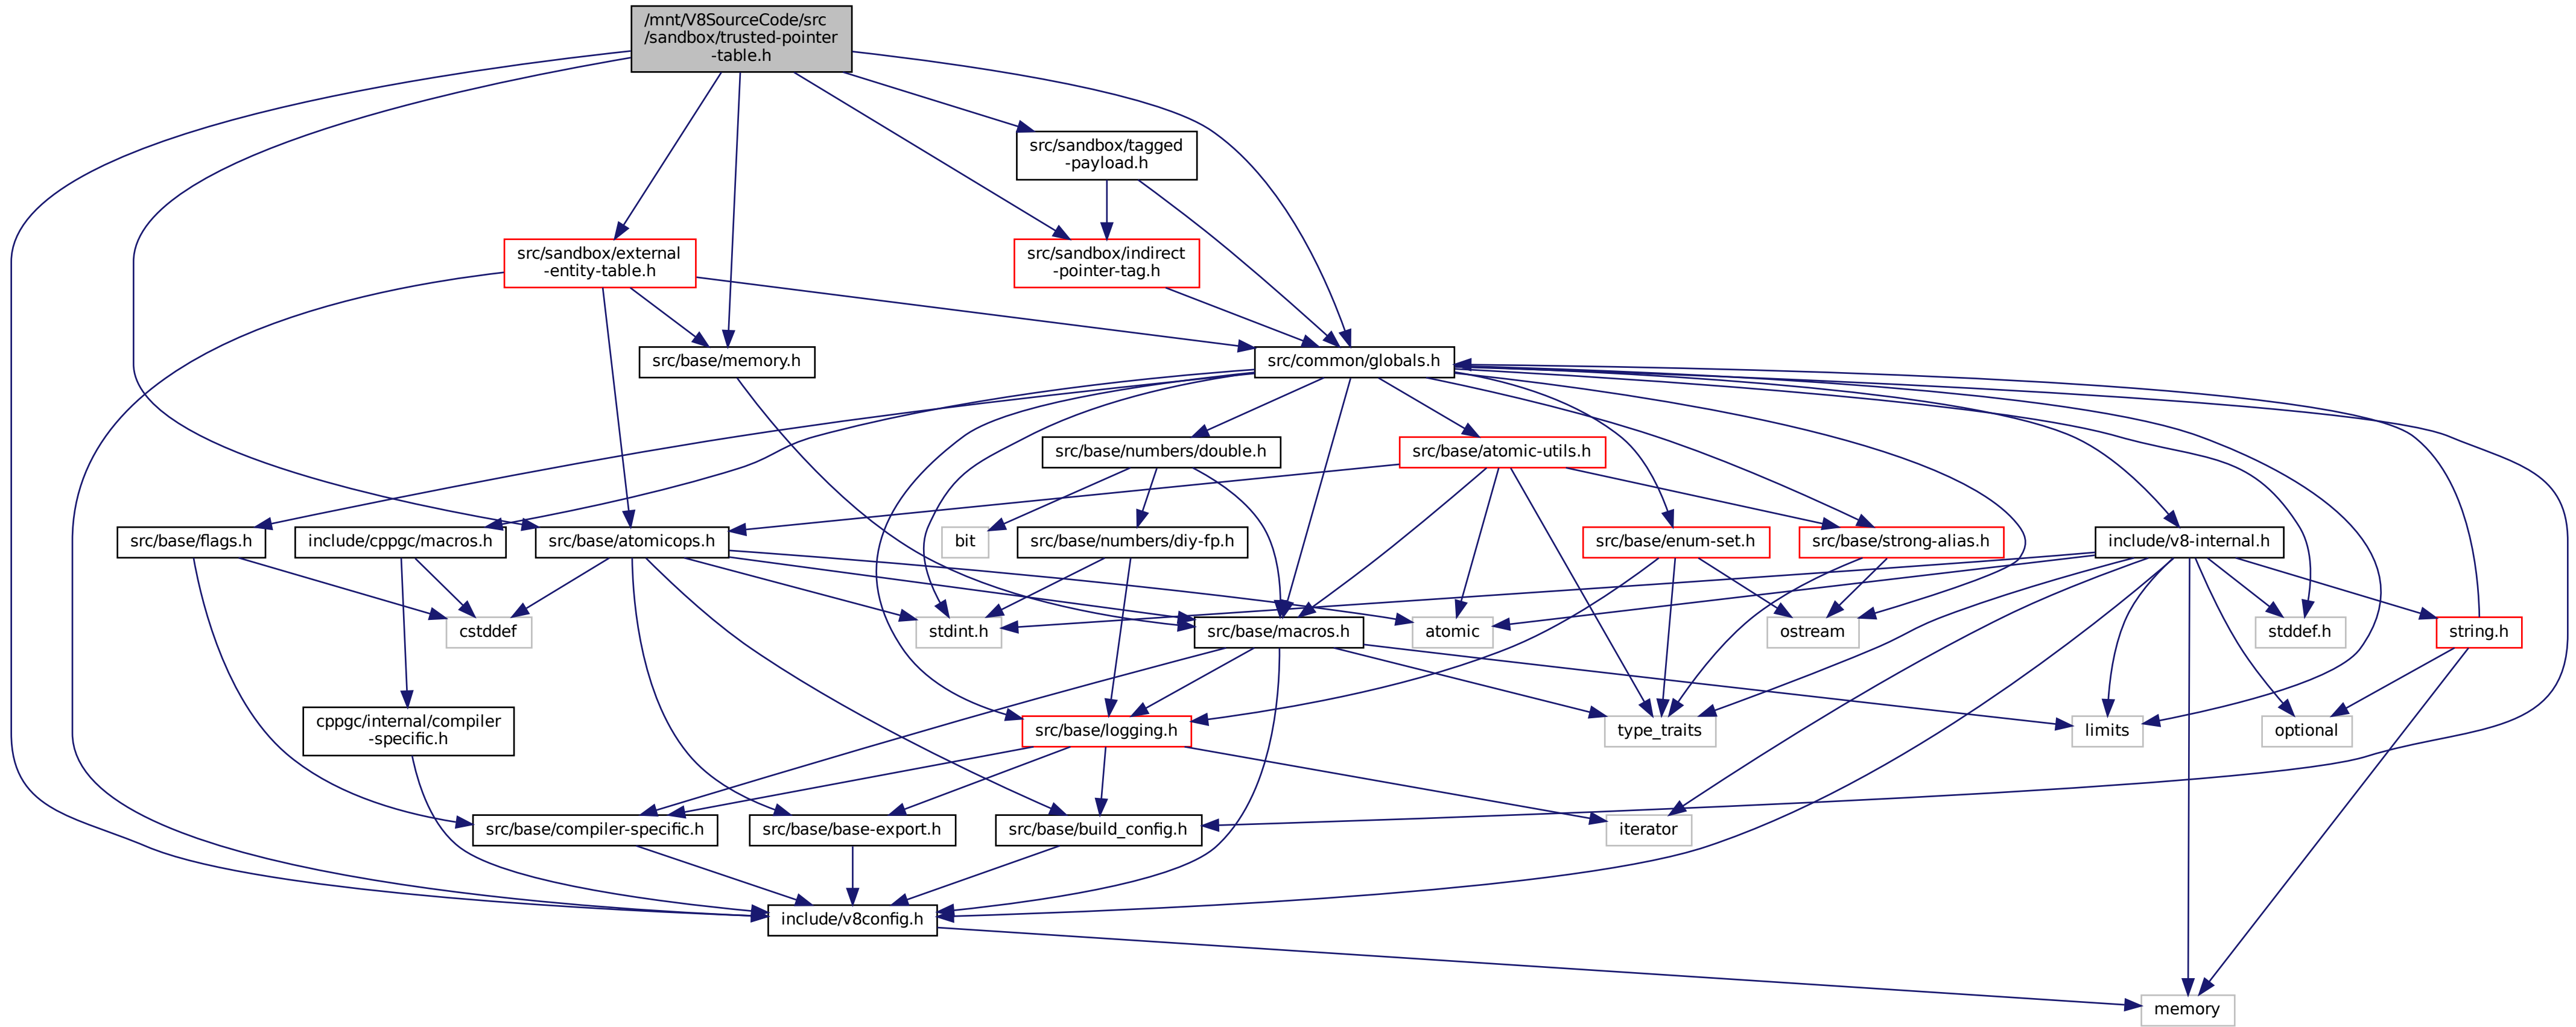 /mnt/V8SourceCode/src
/sandbox/trusted-pointer
-table.h
src/sandbox/tagged
-payload.h
src/sandbox/external
-entity-table.h
src/sandbox/indirect
-pointer-tag.h
src/base/memory.h
src/common/globals.h
src/base/numbers/double.h
src/base/atomic-utils.h
src/base/flags.h
include/cppgc/macros.h
src/base/atomicops.h
bit
src/base/numbers/diy-fp.h
src/base/enum-set.h
src/base/strong-alias.h
include/v8-internal.h
cstddef
stdint.h
src/base/macros.h
atomic
ostream
stddef.h
string.h
cppgc/internal/compiler
-specific.h
src/base/logging.h
type_traits
limits
optional
src/base/compiler-specific.h
src/base/base-export.h
src/base/build_config.h
iterator
include/v8config.h
memory